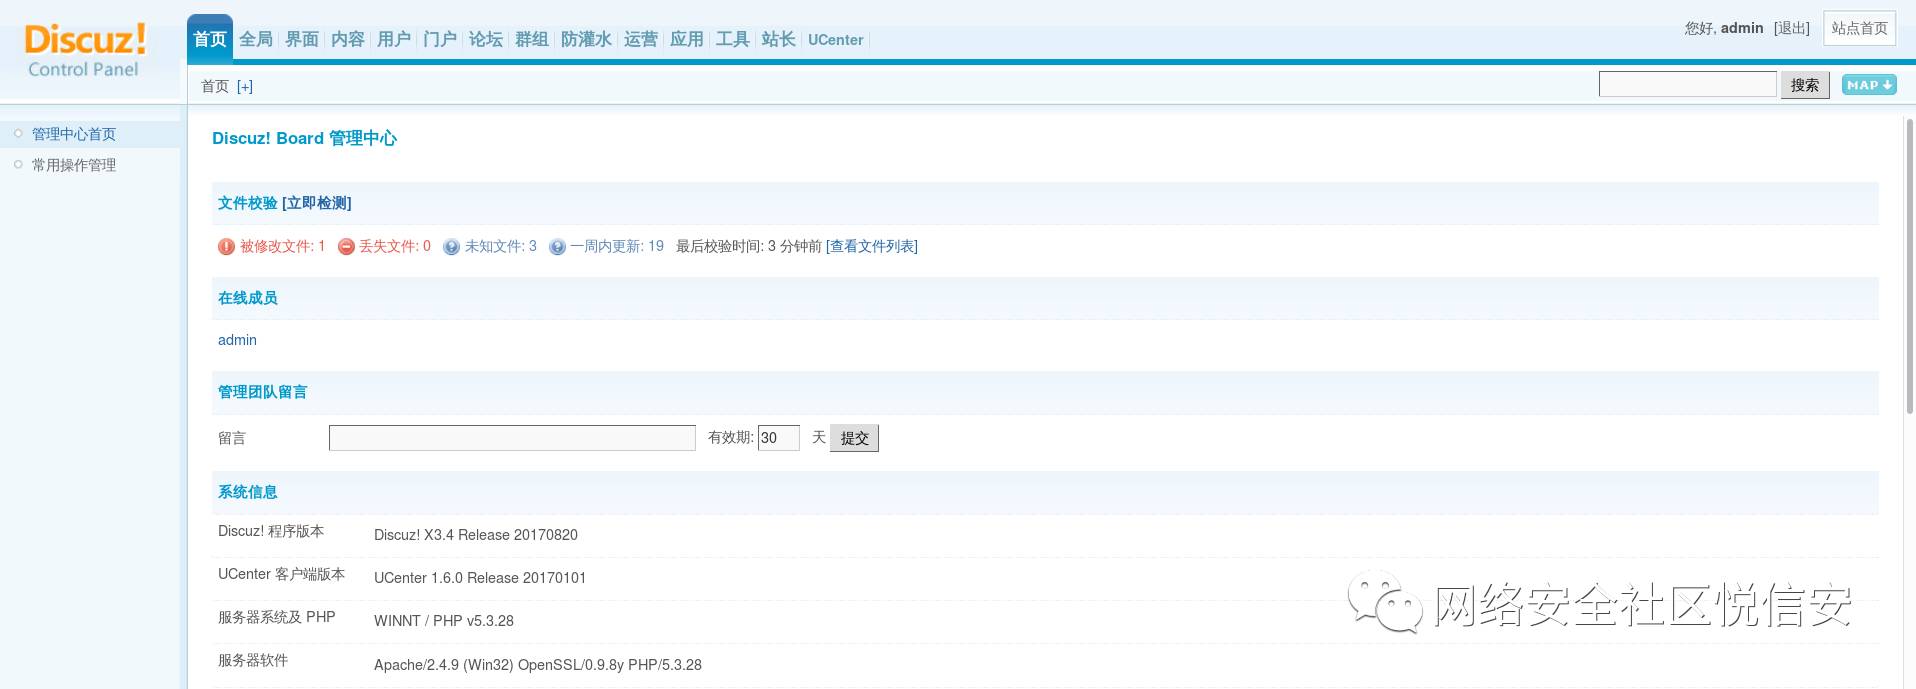 Discuz!
Control Panel
首页 全局 界面 内容 用户 门户 论坛 群组 防灌水 运营 应用 工具 站长 UCenter
您好, admin [退出] 站点首页
首页 [+]
搜索 MAP
管理中心首页
常用操作管理
Discuz! Board 管理中心
文件校验 [立即检测]
被修改文件: 1 丢失文件: 0 未知文件: 3 一周内更新: 19 最后校验时间: 3 分钟前 [查看文件列表]
在线成员
admin
管理团队留言
留言 有效期: 30 天 提交
系统信息
Discuz! 程序版本 Discuz! X3.4 Release 20170820
UCenter 客户端版本 UCenter 1.6.0 Release 20170101
服务器系统及 PHP WINNT / PHP v5.3.28
服务器软件 Apache/2.4.9 (Win32) OpenSSL/0.9.8y PHP/5.3.28
网络安全社区悦信安